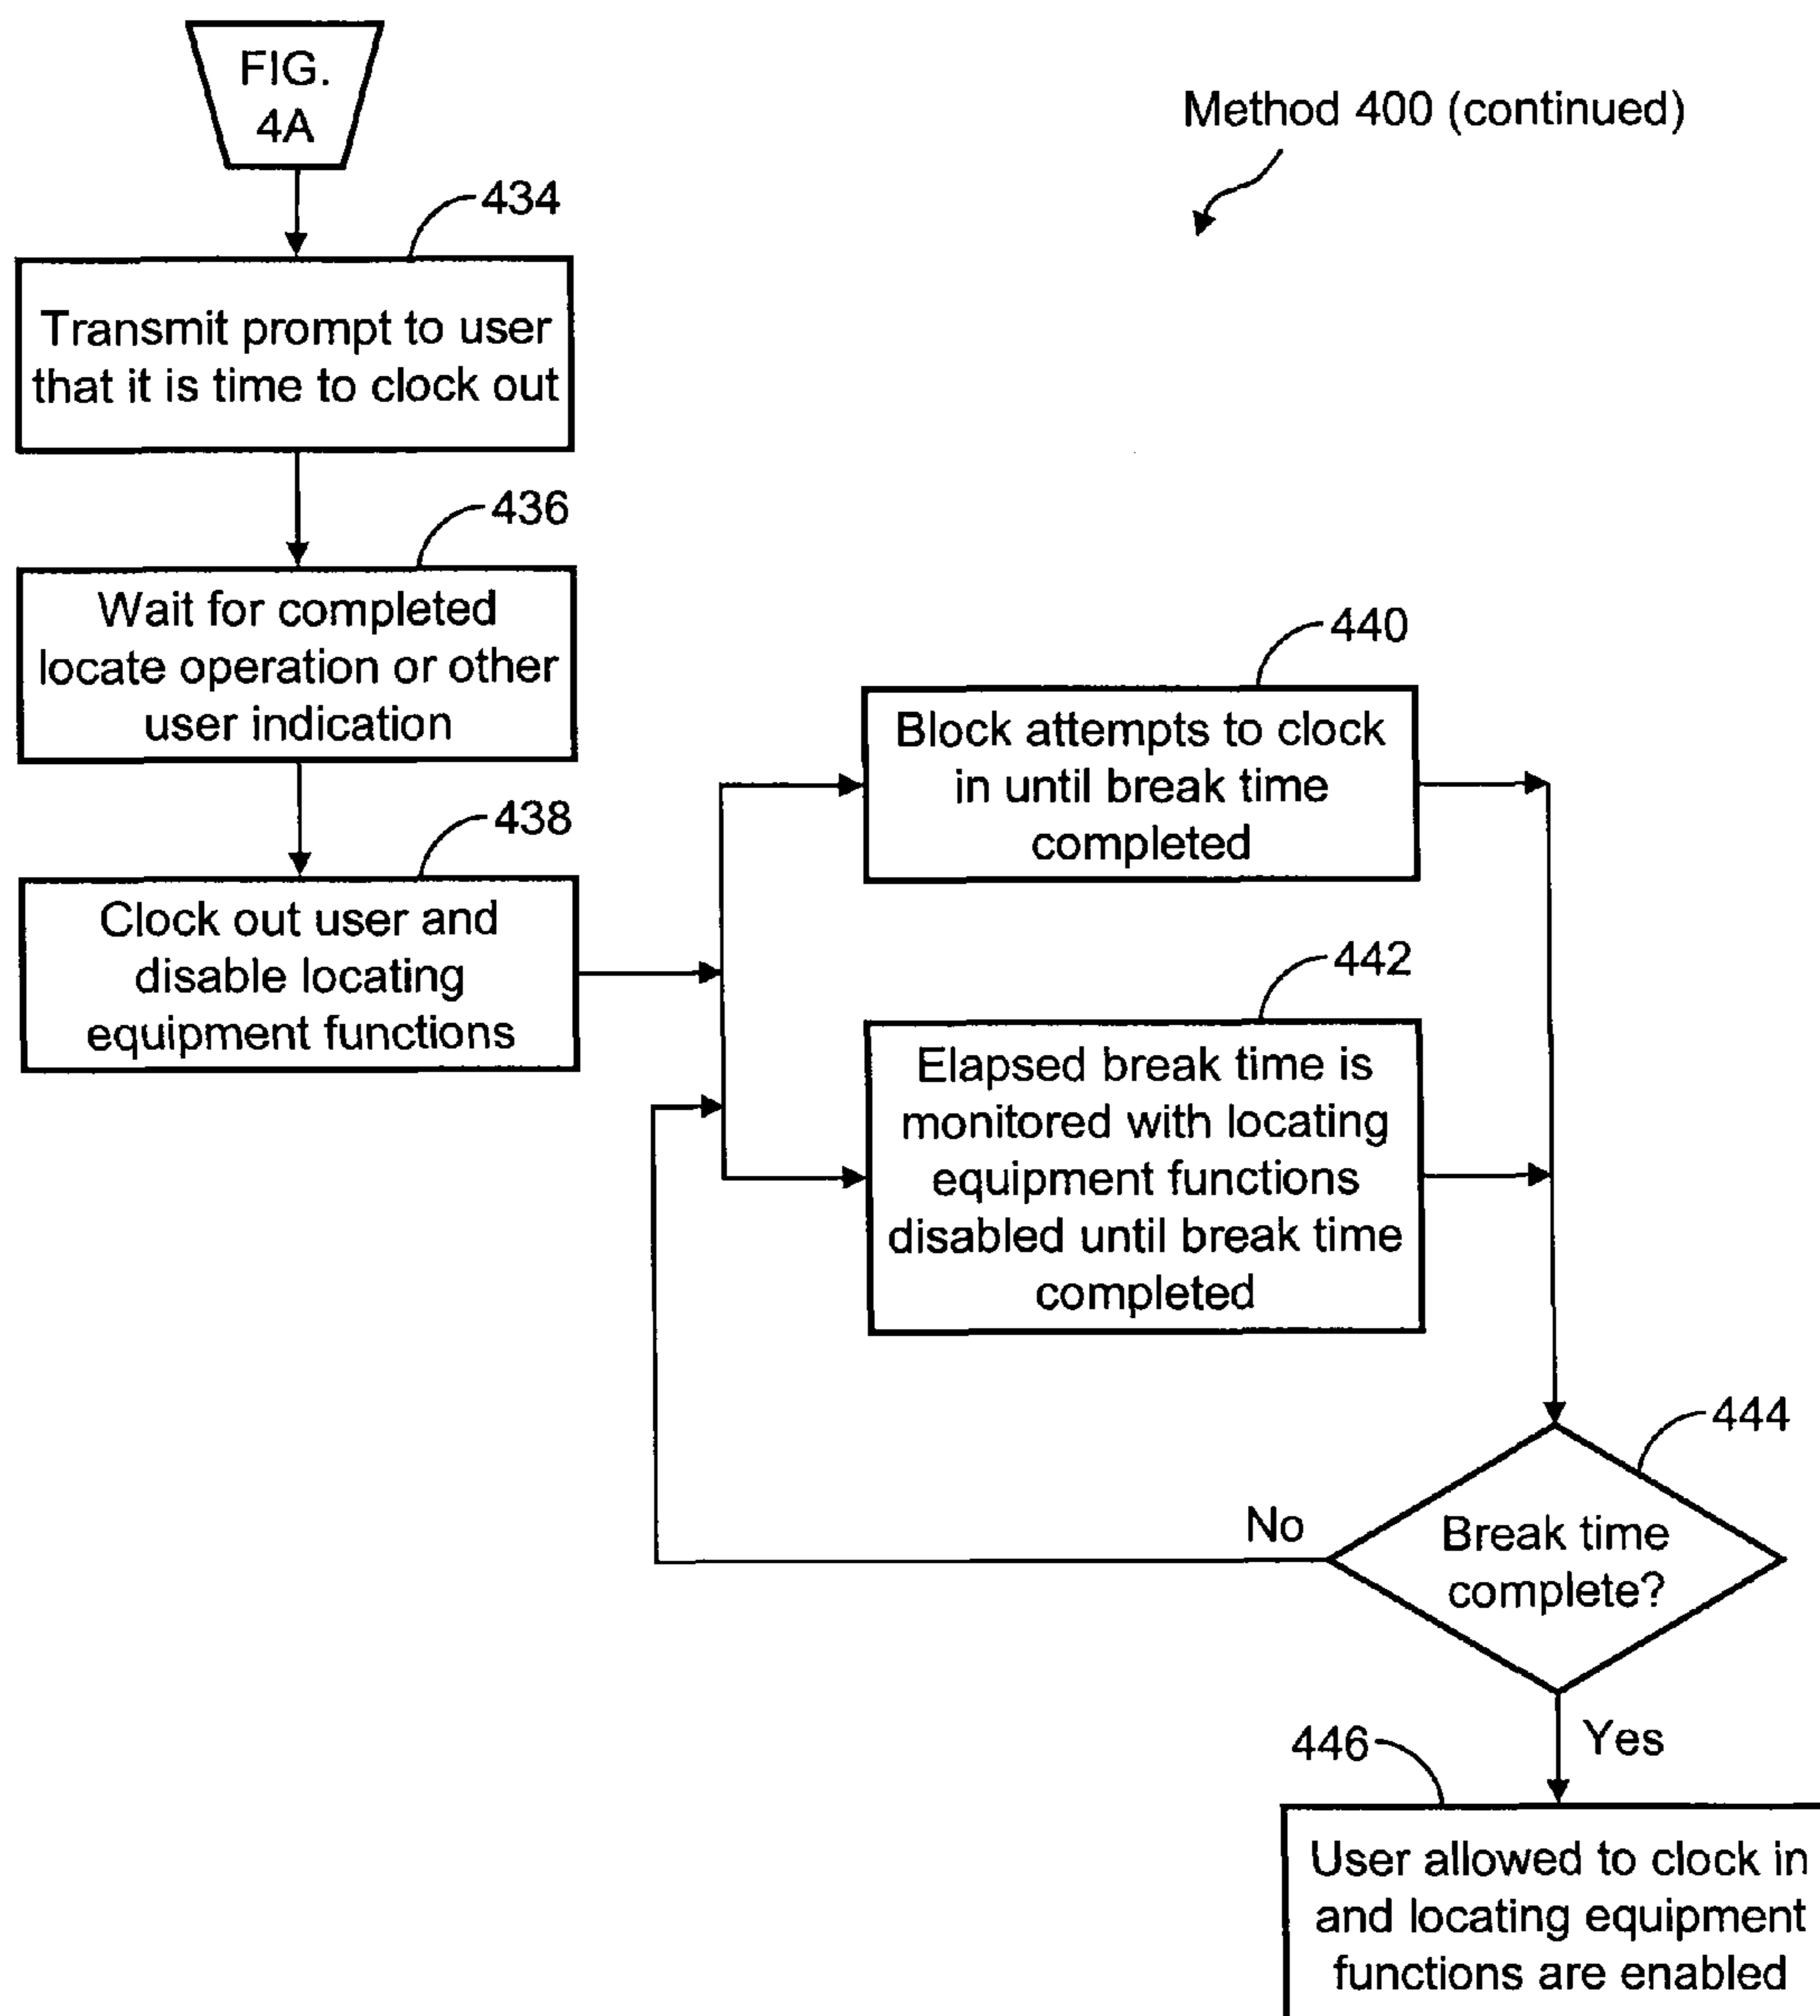 FIG.
4A
Method 400 (continued)
434
Transmit prompt to user
that it is time to clock out
436
Wait for completed
locate operation or other
user indication
438
Clock out user and
disable locating
equipment functions
440
Block attempts to clock
in until break time
completed
442
Elapsed break time is
monitored with locating
equipment functions
disabled until break time
completed
444
Break time
complete?
No
Yes
446
User allowed to clock in
and locating equipment
functions are enabled